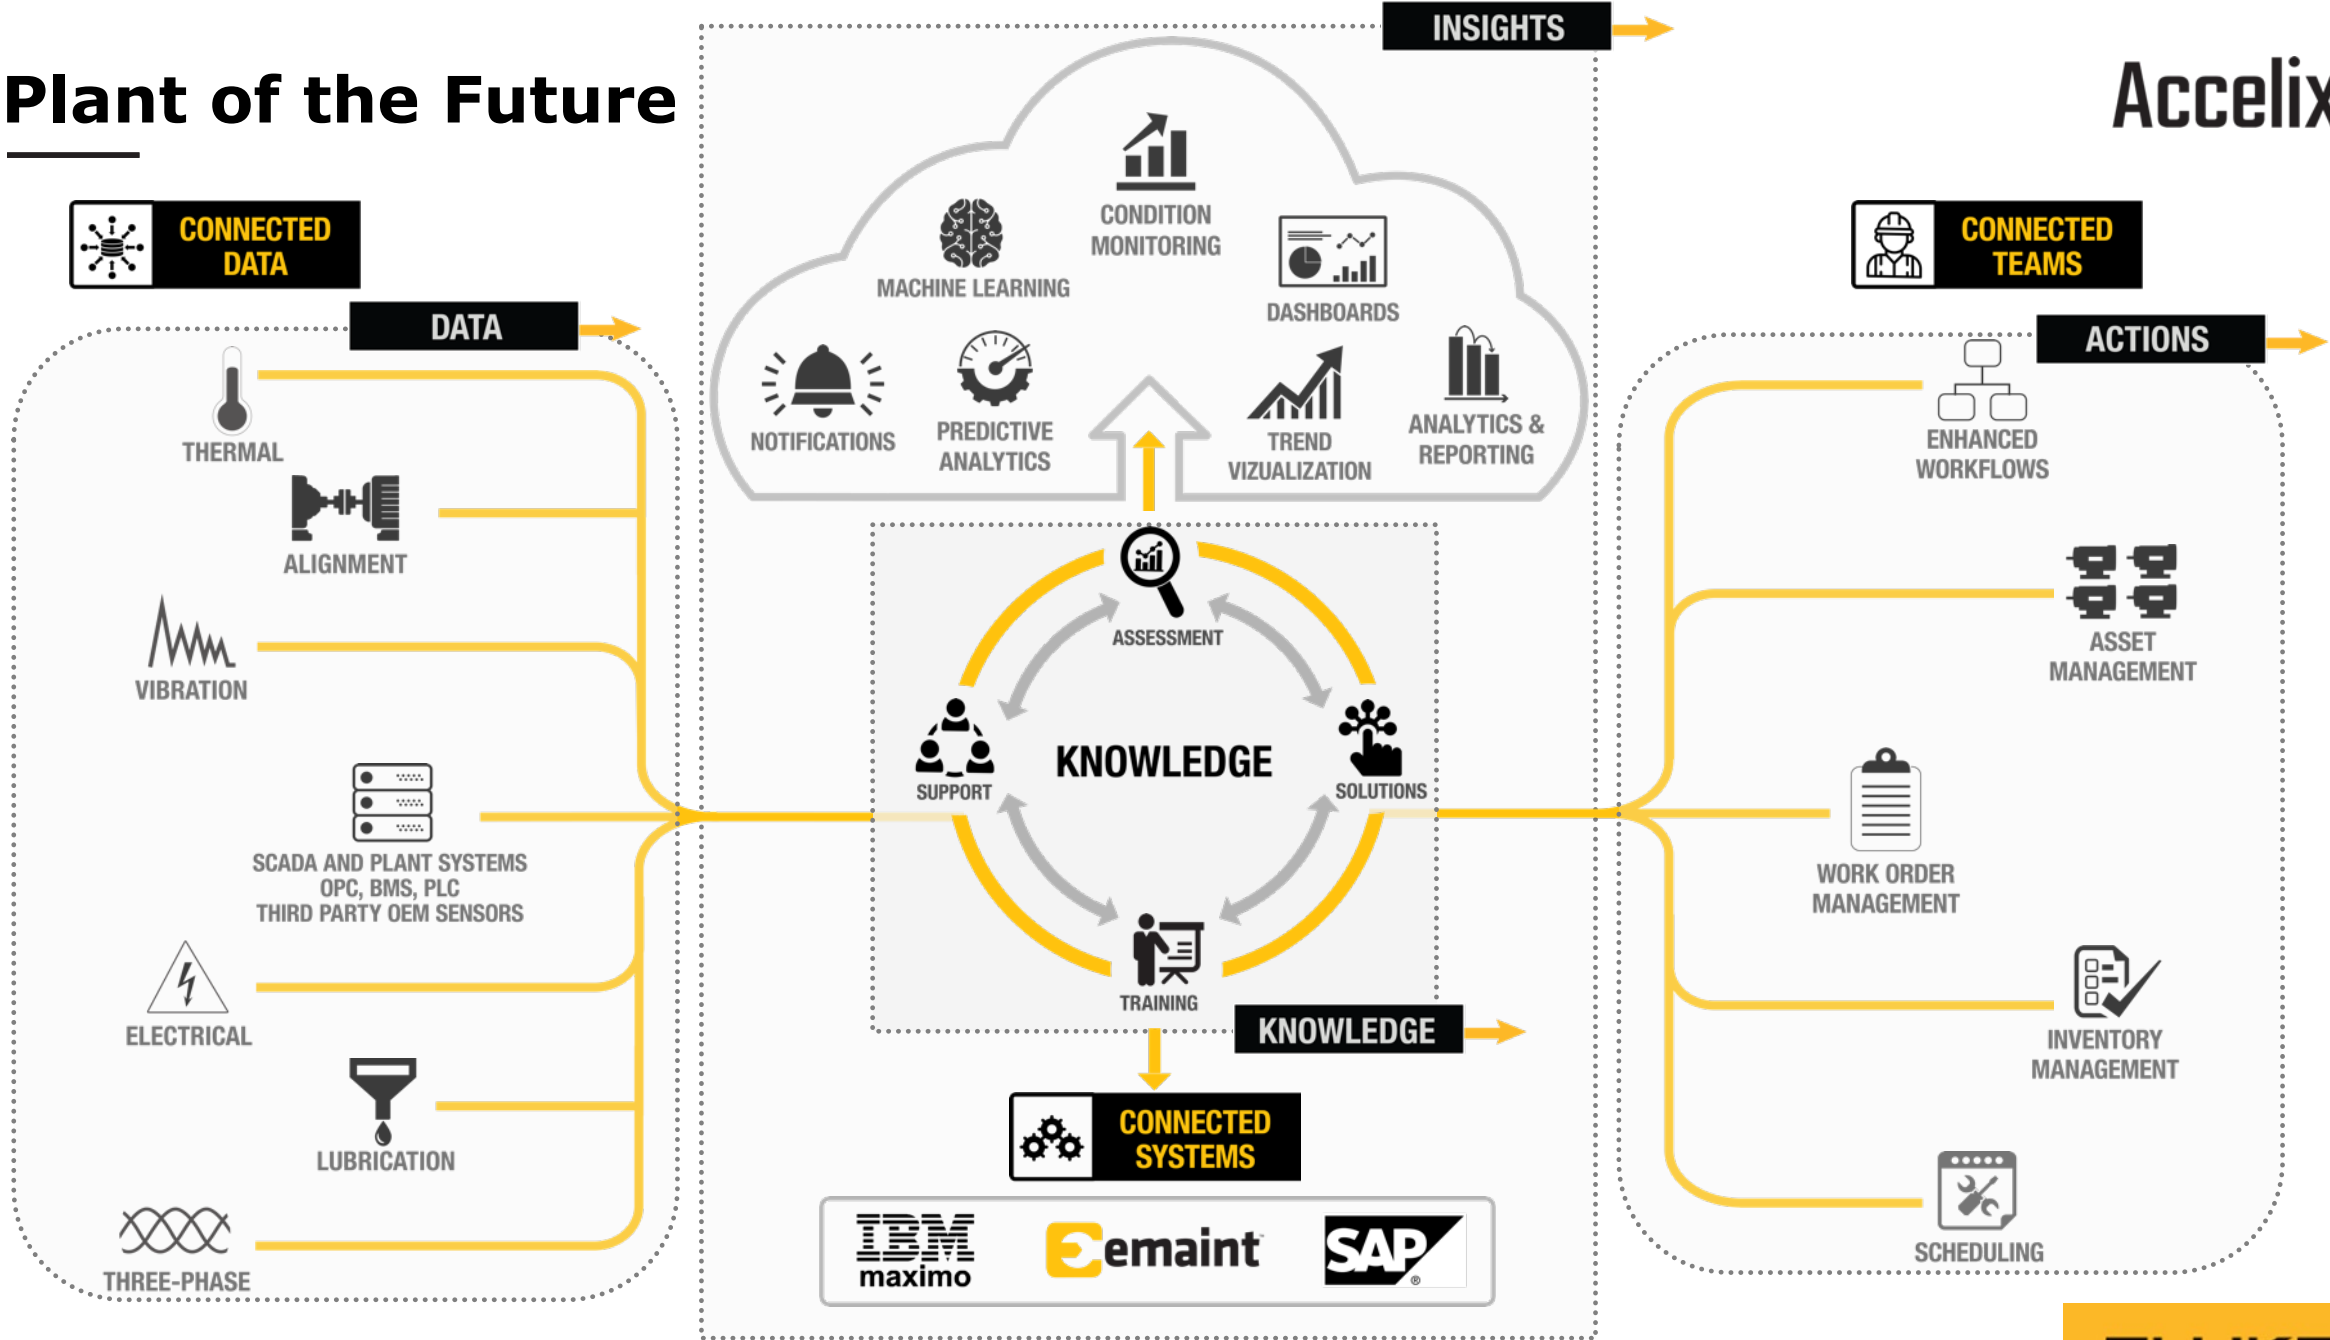 Plant of the Future
INSIGHTS
Accelix
CONNECTED
DATA
DATA
THERMAL
ALIGNMENT
VIBRATION
SCADA AND PLANT SYSTEMS
OPC, BMS, PLC
THIRD PARTY OEM SENSORS
ELECTRICAL
LUBRICATION
THREE-PHASE
CONDITION
MONITORING
MACHINE LEARNING
DASHBOARDS
NOTIFICATIONS
PREDICTIVE
ANALYTICS
TREND
VIZUALIZATION
ANALYTICS &
REPORTING
ASSESSMENT
SUPPORT
KNOWLEDGE
SOLUTIONS
TRAINING
KNOWLEDGE
CONNECTED
SYSTEMS
IBM
maximo
emaint
SAP
®
CONNECTED
TEAMS
ACTIONS
ENHANCED
WORKFLOWS
ASSET
MANAGEMENT
WORK ORDER
MANAGEMENT
INVENTORY
MANAGEMENT
SCHEDULING